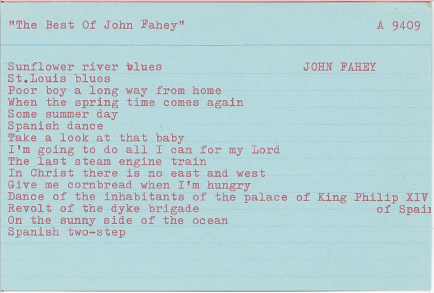 "The Best Of John Fahey" A 9409
Sunflower river blues JOHN FAHEY
St.Louis blues
Poor boy a long way from home
When the spring time comes again
Some summer day
Spanish dance
Take a look at that baby
I'm going to do all I can for my Lord
The last steam engine train
In Christ there is no east and west
Give me cornbread when I'm hungry
Dance of the inhabitants of the palace of King Philip XIV
Revolt of the dyke brigade of Spain
On the sunny side of the ocean
Spanish two-step